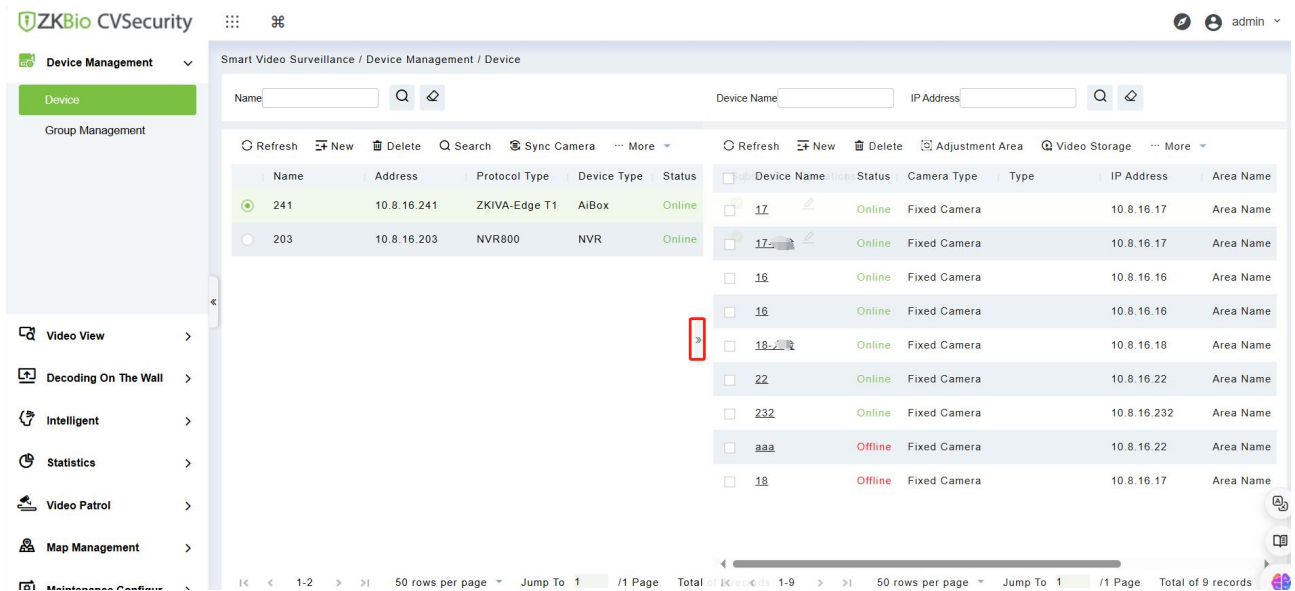 ZKBio CVSecurity
admin
Device Management
Device
Group Management
Video View
Decoding On The Wall
Intelligent
Statistics
Video Patrol
Map Management
Smart Video Surveillance / Device Management / Device
Name
Device Name IP Address
Refresh New Delete Search Sync Camera ··· More
Name Address Protocol Type Device Type Status
241 10.8.16.241 ZKIVA-Edge T1 AiBox Online
203 10.8.16.203 NVR800 NVR Online
|< < 1-2 > >| 50 rows per page Jump To 1 /1 Page Total
Refresh New Delete Adjustment Area Video Storage ··· More
Device Name Status Camera Type Type IP Address Area Name
17 Online Fixed Camera 10.8.16.17 Area Name
17- Online Fixed Camera 10.8.16.17 Area Name
16 Online Fixed Camera 10.8.16.16 Area Name
16 Online Fixed Camera 10.8.16.16 Area Name
18- Online Fixed Camera 10.8.16.18 Area Name
22 Online Fixed Camera 10.8.16.22 Area Name
232 Online Fixed Camera 10.8.16.232 Area Name
aaa Offline Fixed Camera 10.8.16.22 Area Name
18 Offline Fixed Camera 10.8.16.17 Area Name
1-9 > >| 50 rows per page Jump To 1 /1 Page Total of 9 records